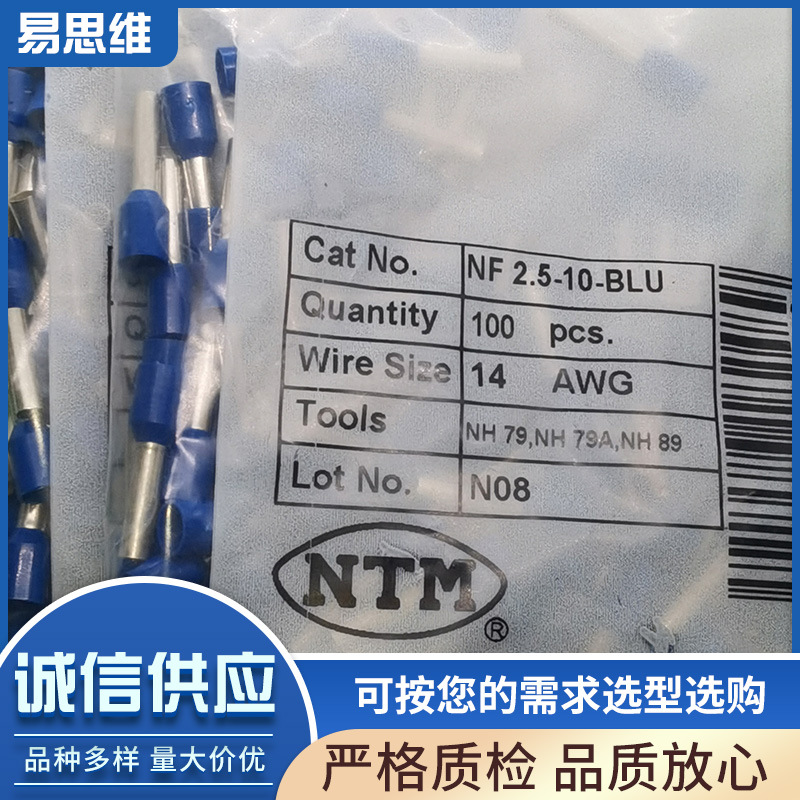 易思维
Cat No. NF 2.5-10-BLU
Quantity 100 pcs.
Wire Size 14 AWG
Tools NH 79,NH 79A,NH 89
Lot No. N08
NTM
®
诚信供应
品种多样 量大价优
可按您的需求选型选购
严格质检 品质放心